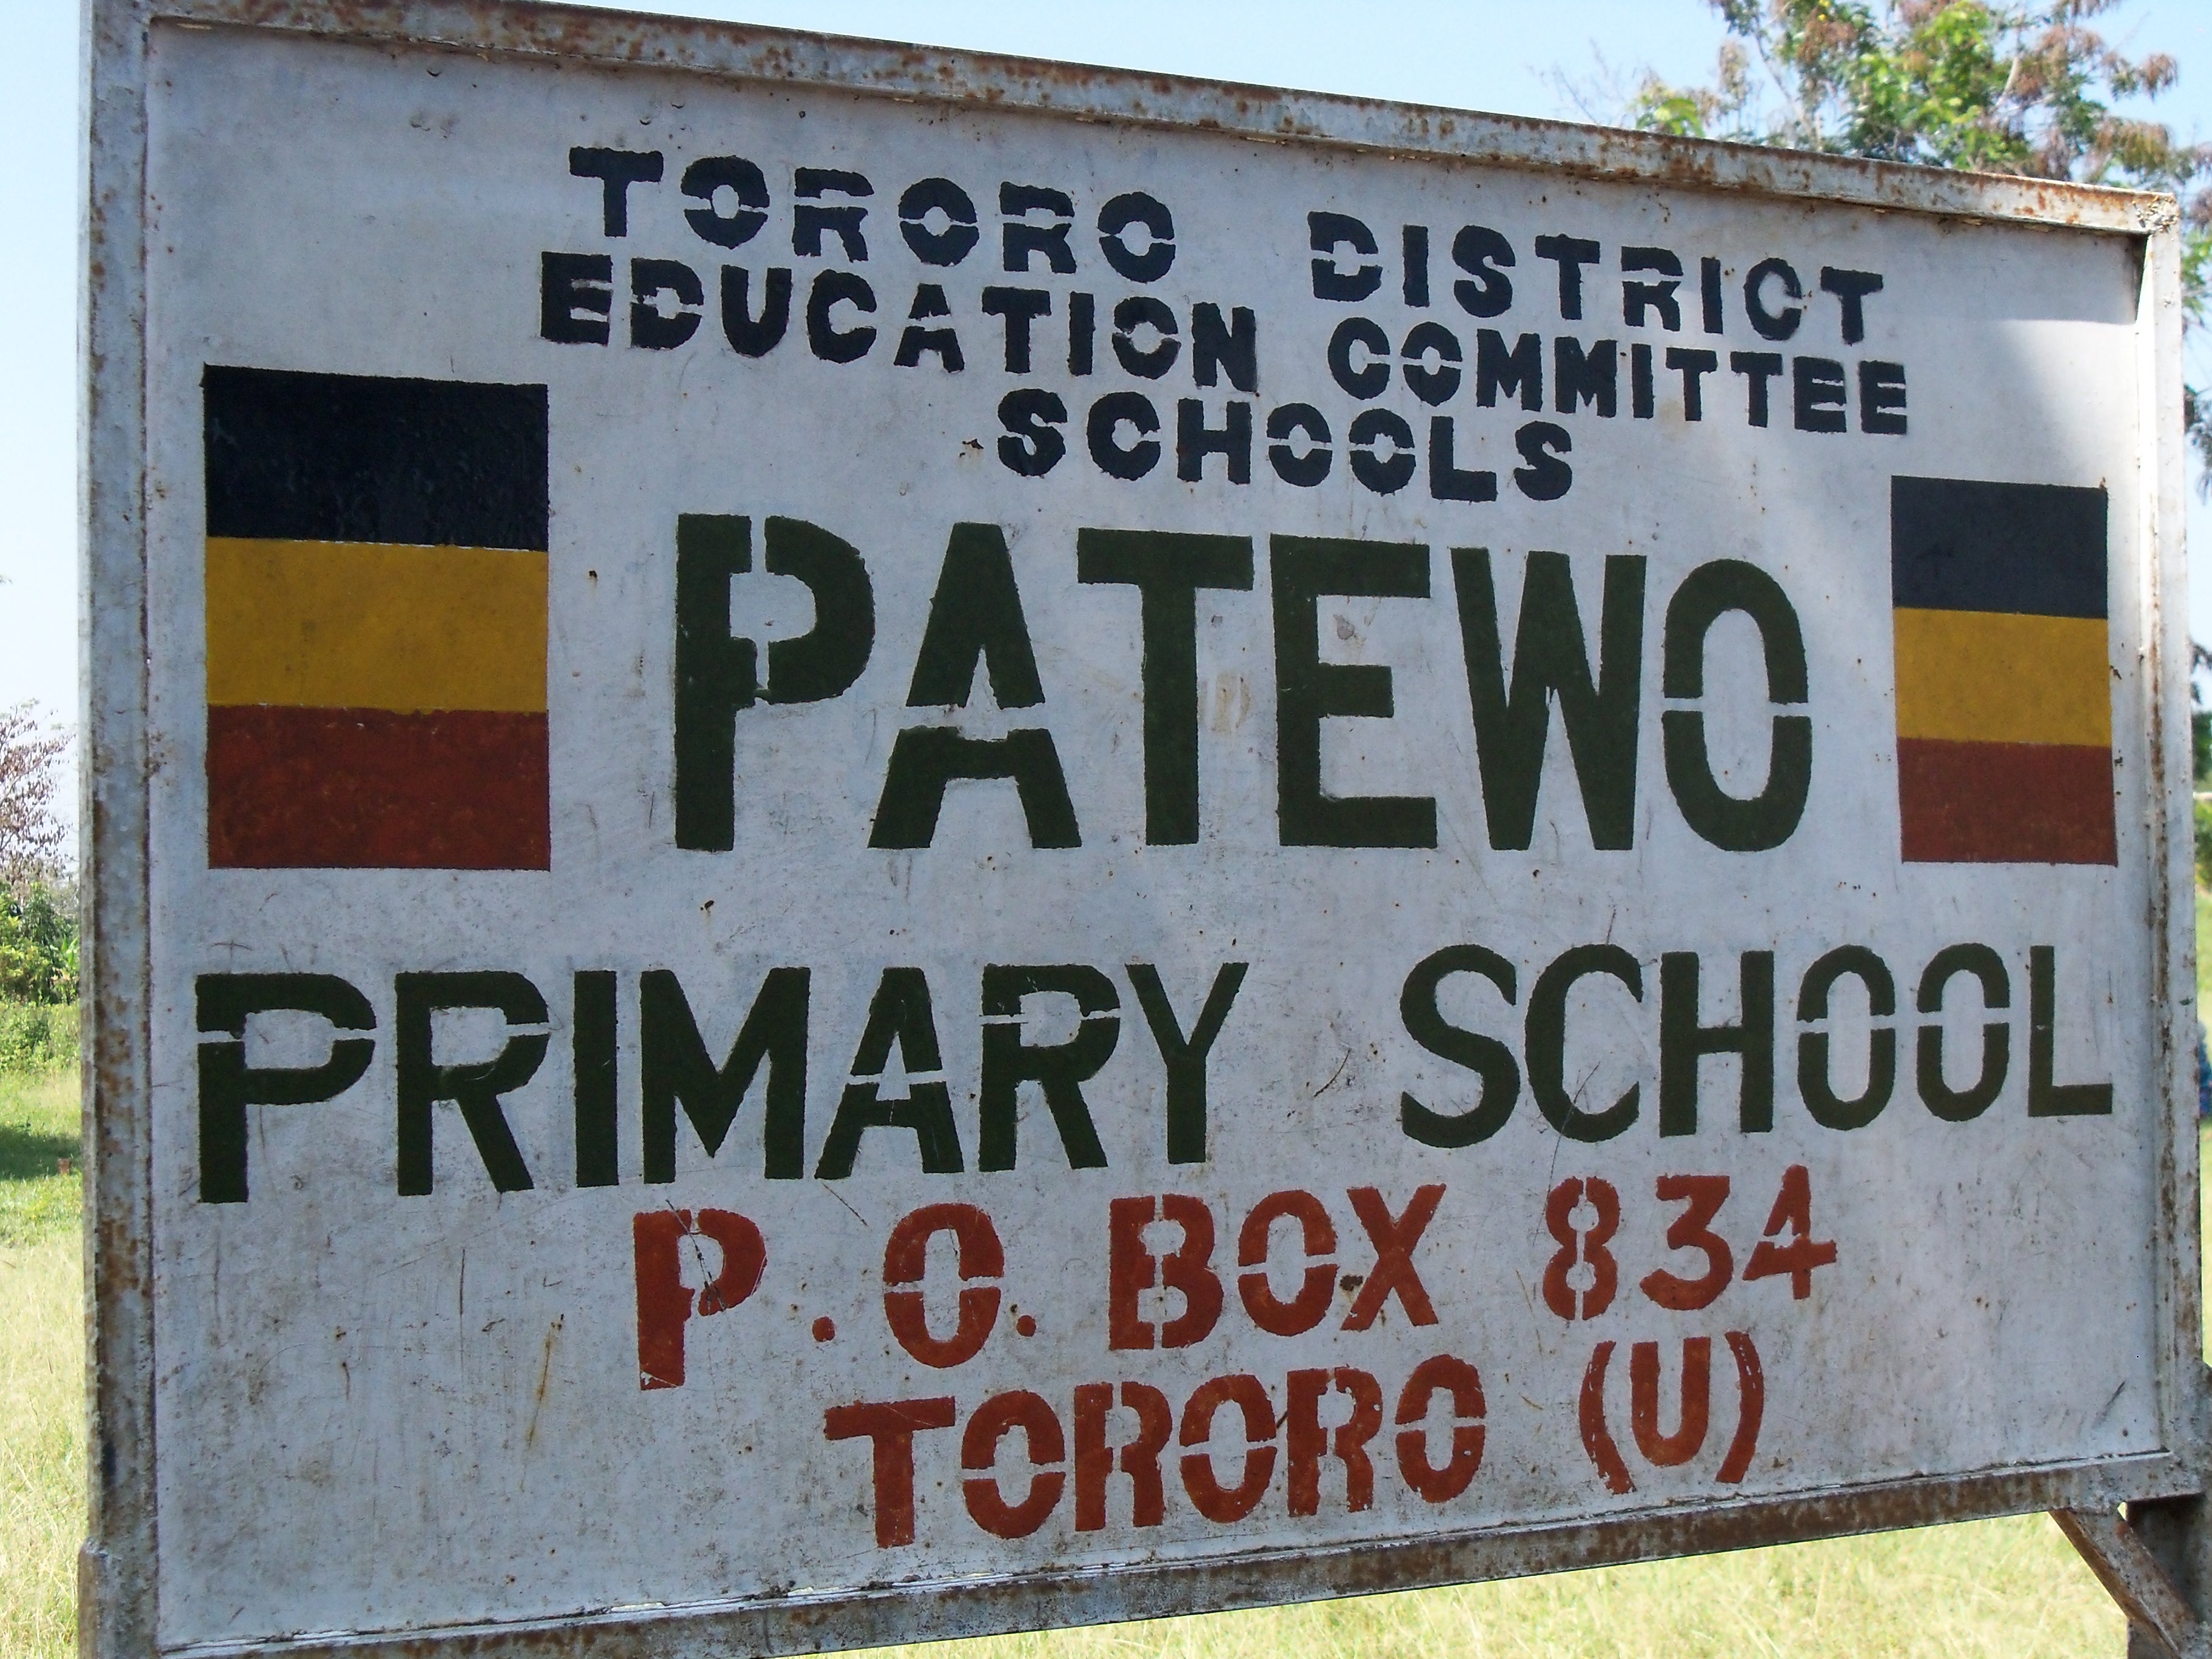 TORORO DISTRICT
EDUCATION COMMITTEE
SCHOOLS
PATEWO
PRIMARY SCHOOL
P.O. BOX 834
TORORO (U)